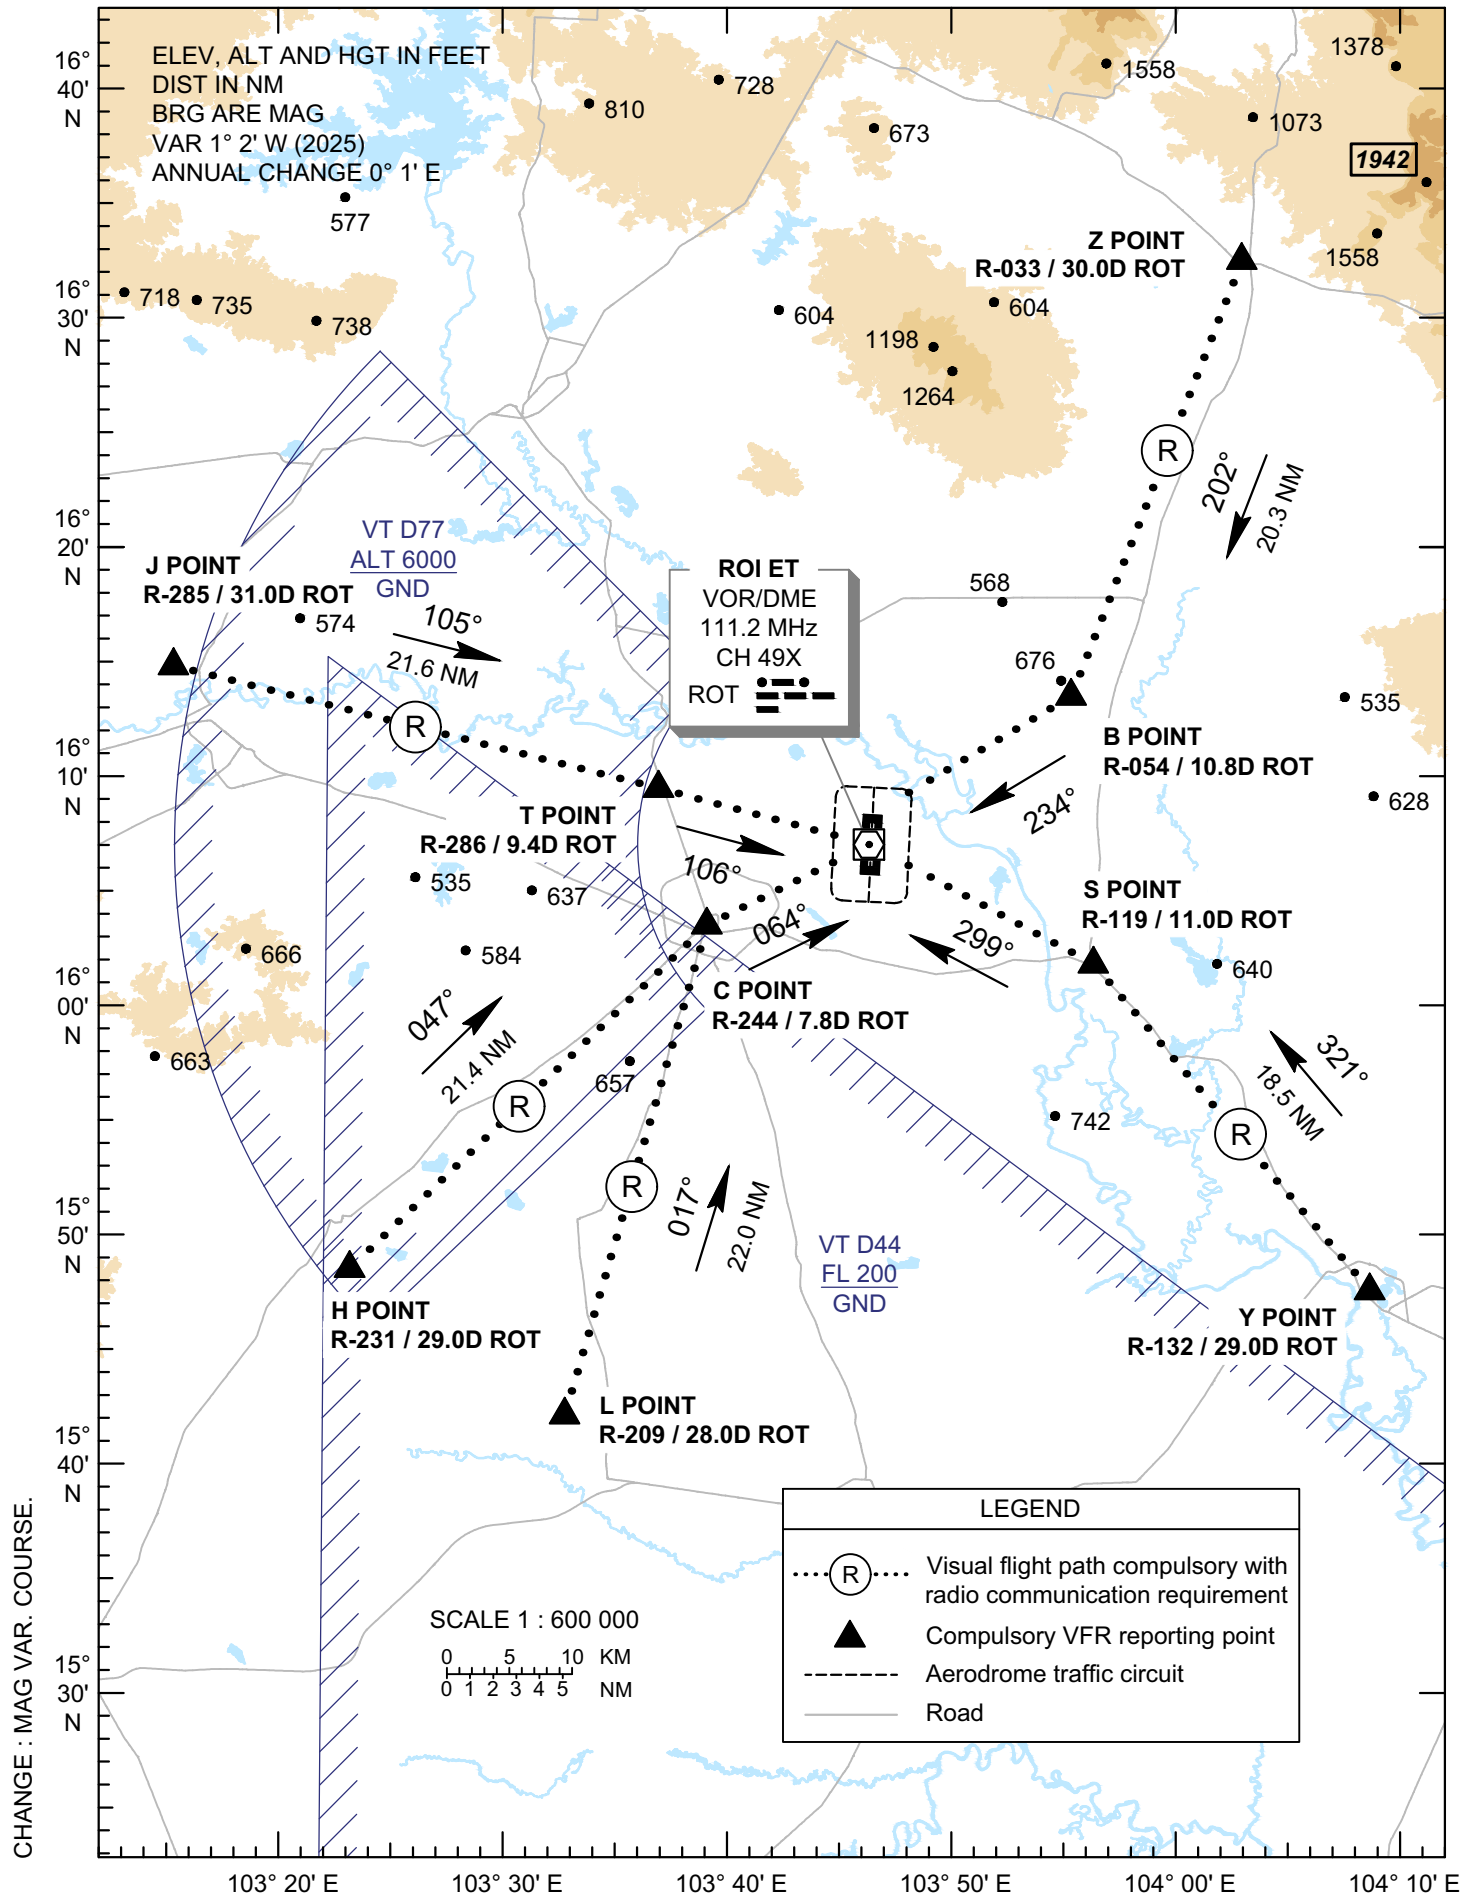 ELEV, ALT AND HGT IN FEET
DIST IN NM
BRG ARE MAG
VAR 1° 2' W (2025)
ANNUAL CHANGE 0° 1' E
16°
40'
N
810
728
673
1558
1378
1073
1942
1558
577
718
735
738
16°
30'
N
Z POINT
R-033 / 30.0D ROT
604
604
1198
1264
R
202°
20.3 NM
16°
20'
N
VT D77
ALT 6000
GND
J POINT
R-285 / 31.0D ROT
574
105°
21.6 NM
R
ROI ET
VOR/DME
111.2 MHz
CH 49X
ROT
568
676
535
B POINT
R-054 / 10.8D ROT
234°
628
16°
10'
N
T POINT
R-286 / 9.4D ROT
106°
535
637
064°
299°
S POINT
R-119 / 11.0D ROT
640
666
584
C POINT
R-244 / 7.8D ROT
16°
00'
N
047°
21.4 NM
663
657
R
742
321°
18.5 NM
R
R
017°
22.0 NM
15°
50'
N
VT D44
FL 200
GND
H POINT
R-231 / 29.0D ROT
Y POINT
R-132 / 29.0D ROT
L POINT
R-209 / 28.0D ROT
15°
40'
N
LEGEND
R
Visual flight path compulsory with
radio communication requirement
Compulsory VFR reporting point
Aerodrome traffic circuit
Road
SCALE 1 : 600 000
0 5 10 KM
0 1 2 3 4 5 NM
15°
30'
N
CHANGE : MAG VAR. COURSE.
103° 20' E
103° 30' E
103° 40' E
103° 50' E
104° 00' E
104° 10' E